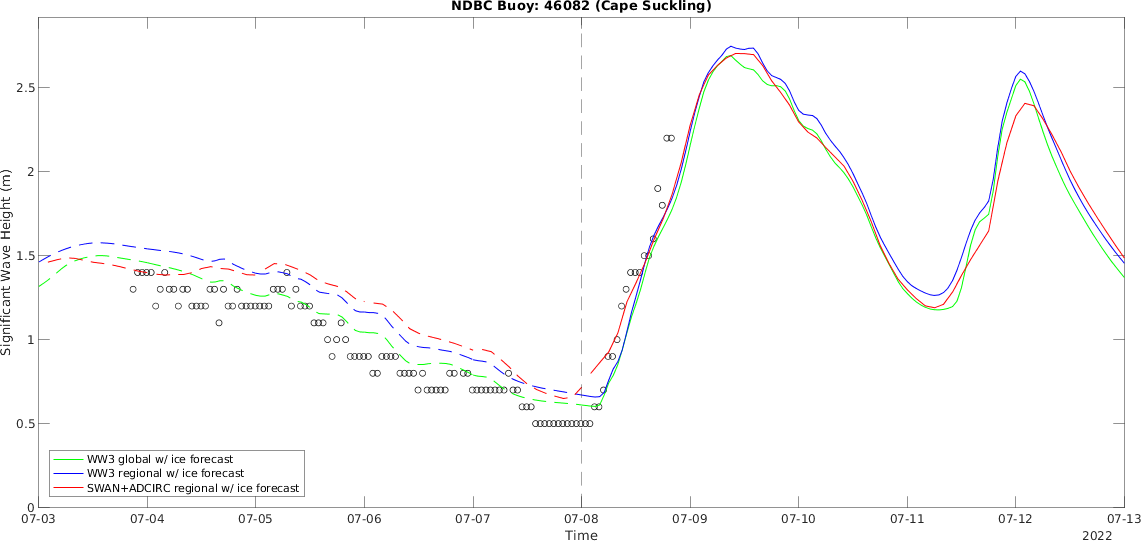 NDBC Buoy: 46082 (Cape Suckling)
Significant Wave Height (m)
2.5
2
1.5
1
0.5
0
WW3 global w/ ice forecast
WW3 regional w/ ice forecast
SWAN+ADCIRC regional w/ ice forecast
07-03 07-04 07-05 07-06 07-07 07-08 07-09 07-10 07-11 07-12 07-13
Time
2022